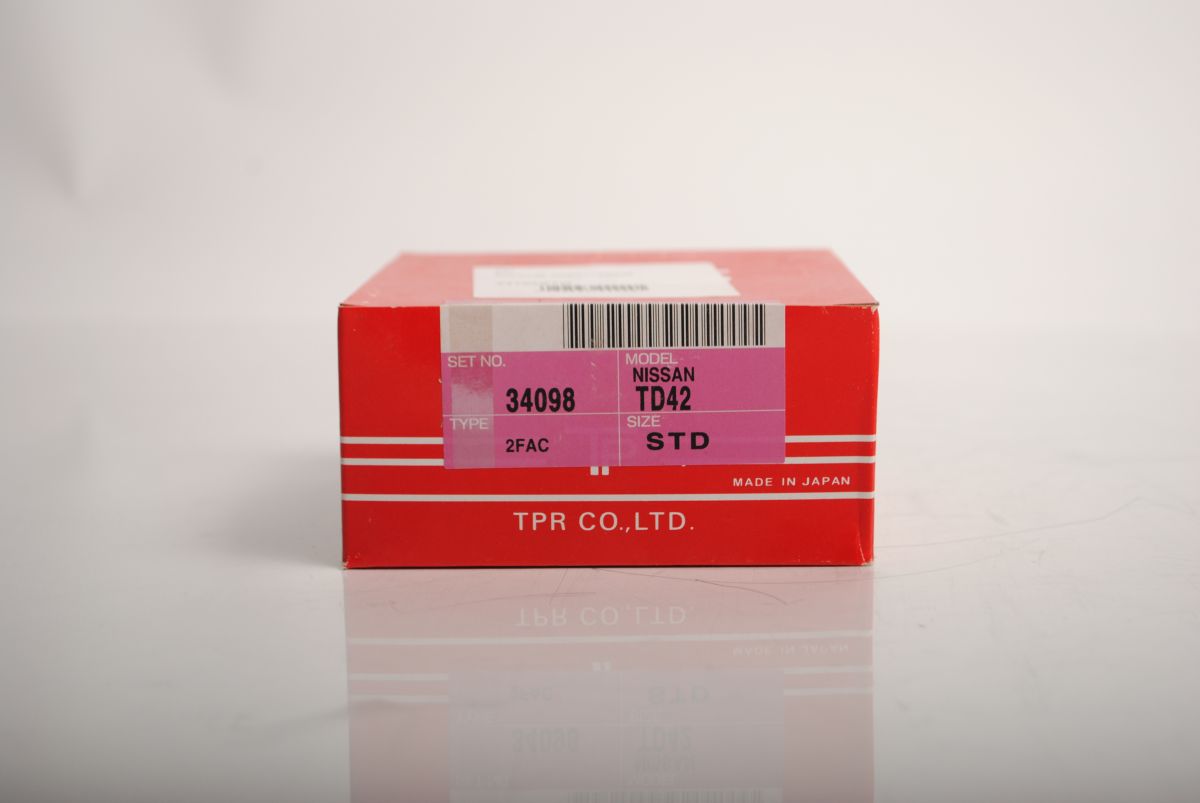 SET NO.
34098
MODEL
NISSAN
TD42
TYPE
2FAC
SIZE
STD
MADE IN JAPAN
TPR CO.,LTD.